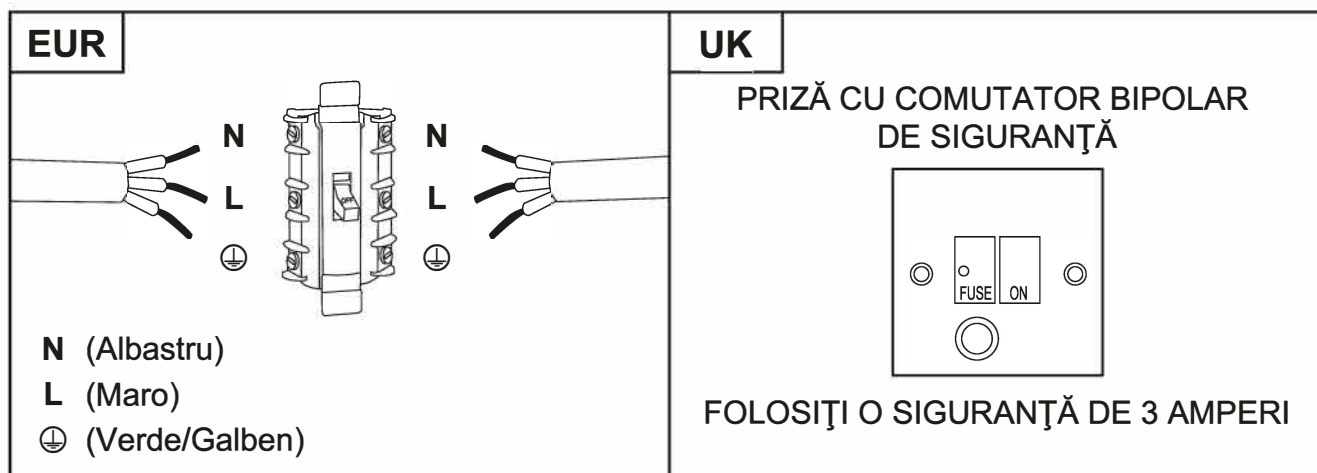 EUR
N
N
L
OFF
L
N (Albastru)
L (Maro)
⏚ (Verde/Galben)
UK
PRIZĂ CU COMUTATOR BIPOLAR
DE SIGURANŢĂ
FUSE ON
FOLOSIŢI O SIGURANŢĂ DE 3 AMPERI